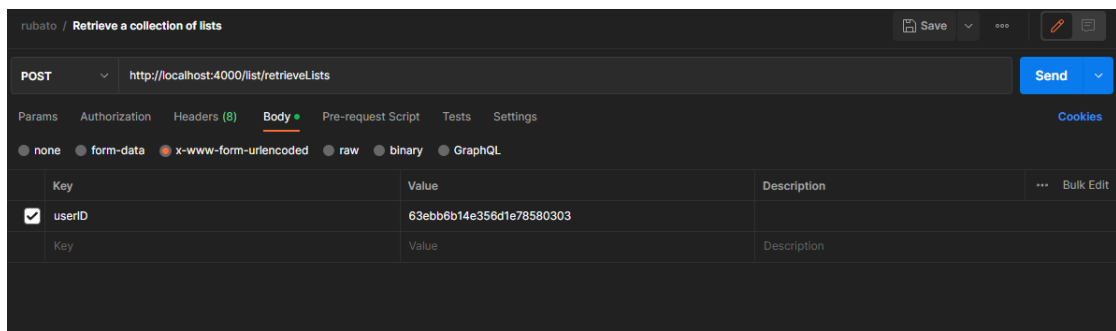 rubato / Retrieve a collection of lists Save
POST http://localhost:4000/list/retrieveLists Send
Params Authorization Headers (8) Body Pre-request Script Tests Settings Cookies
none form-data x-www-form-urlencoded raw binary GraphQL
Key Value Description Bulk Edit
userID 63ebb6b14e356d1e78580303
Key Value Description